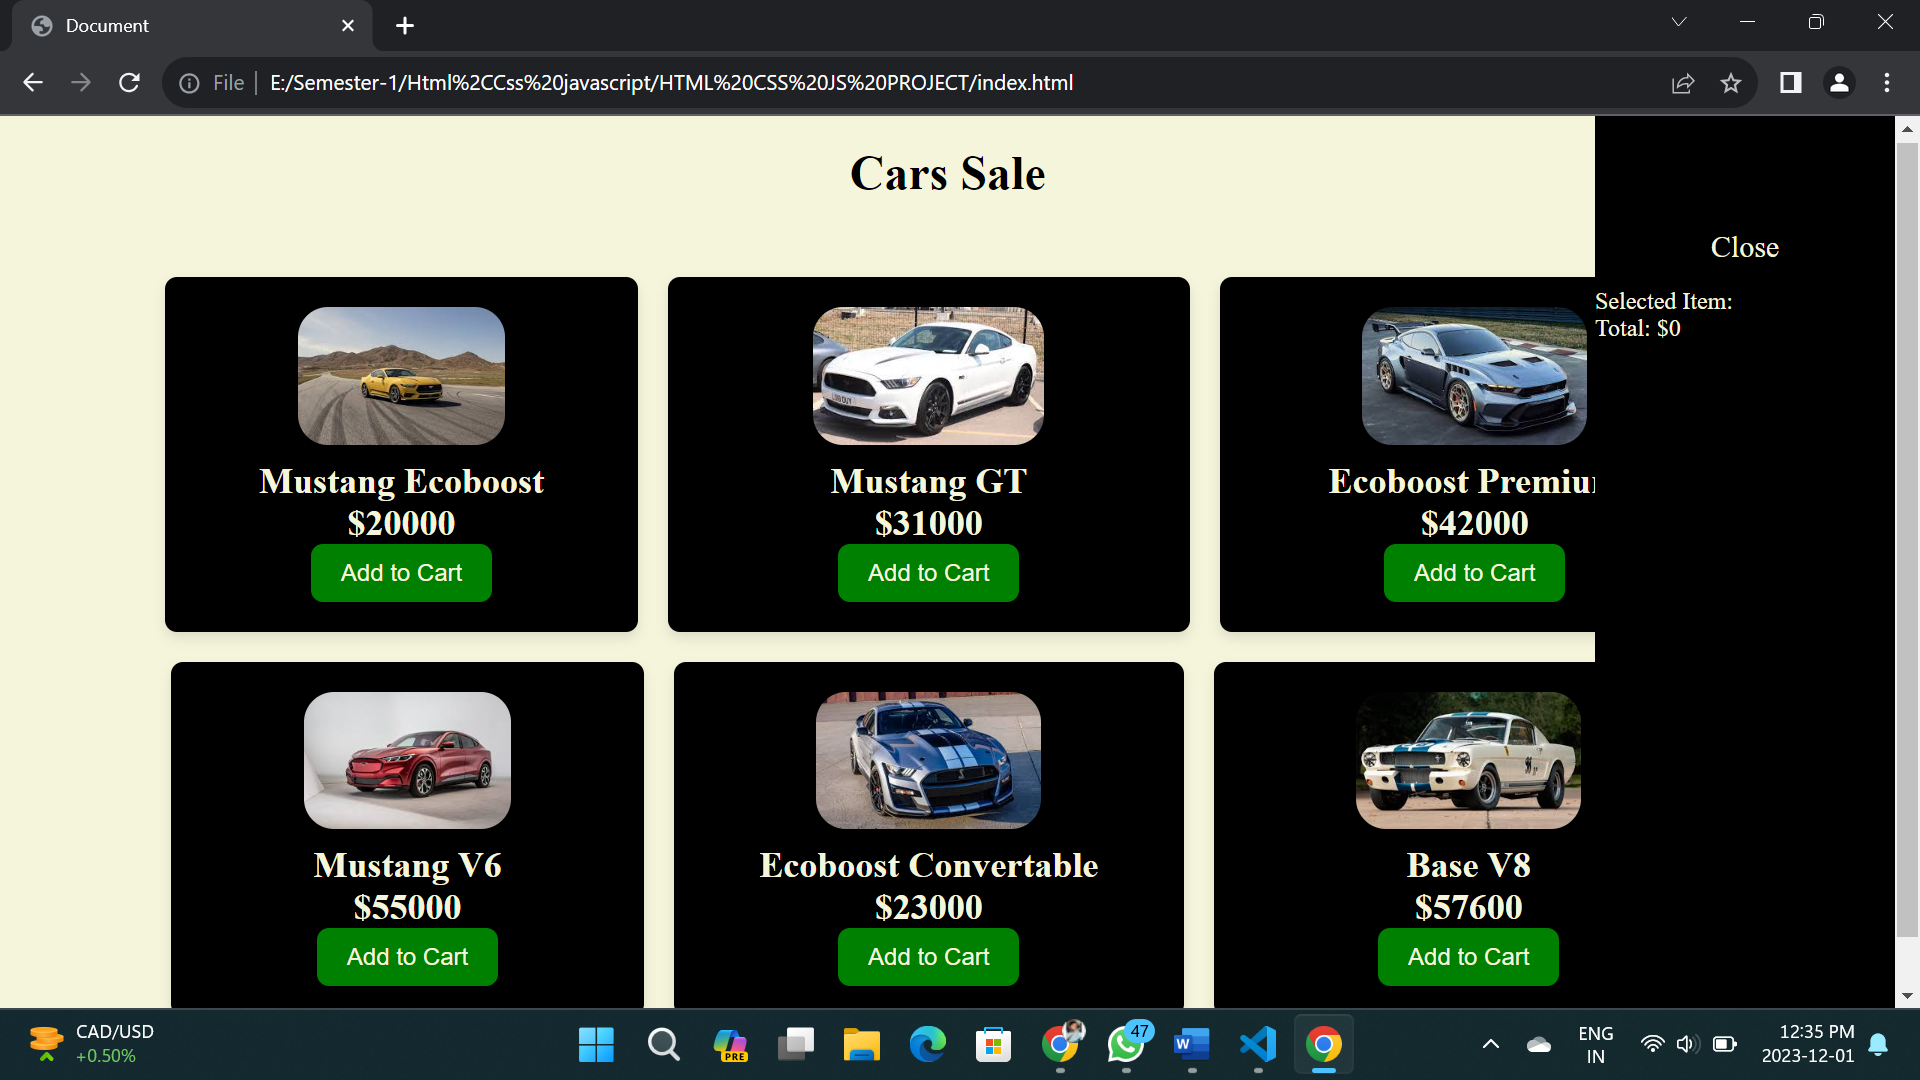 Document
File
E:/Semester-1/Html%2CCss%20javascript/HTML%20CSS%20JS%20PROJECT/index.html
Cars Sale
Close
Selected Item:
Total: $0
Mustang Ecoboost
$20000
Add to Cart
Mustang GT
$31000
Add to Cart
Ecoboost Premiu
$42000
Add to Cart
Mustang V6
$55000
Add to Cart
Ecoboost Convertable
$23000
Add to Cart
Base V8
$57600
Add to Cart
CAD/USD
+0.50%
PRE
47
W
ENG
IN
12:35 PM
2023-12-01